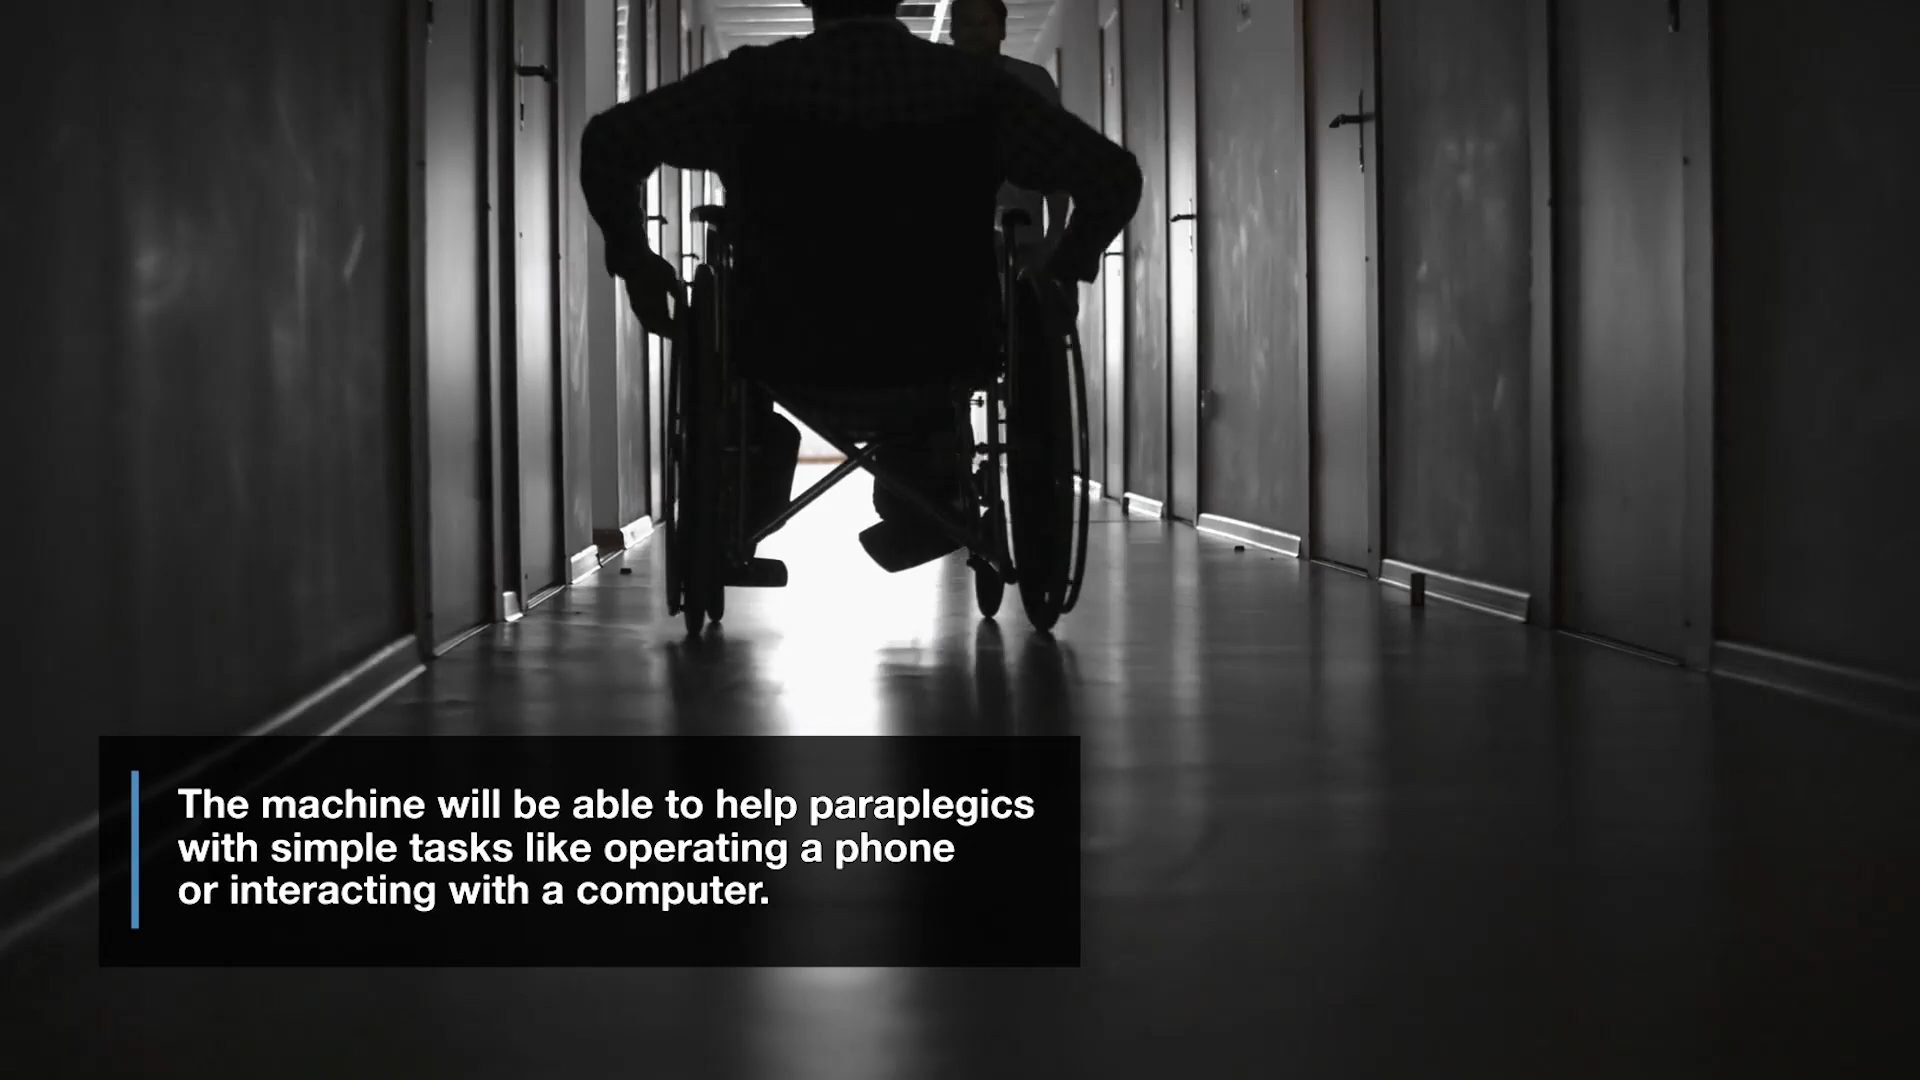 The machine will be able to help paraplegics
with simple tasks like operating a phone
or interacting with a computer.